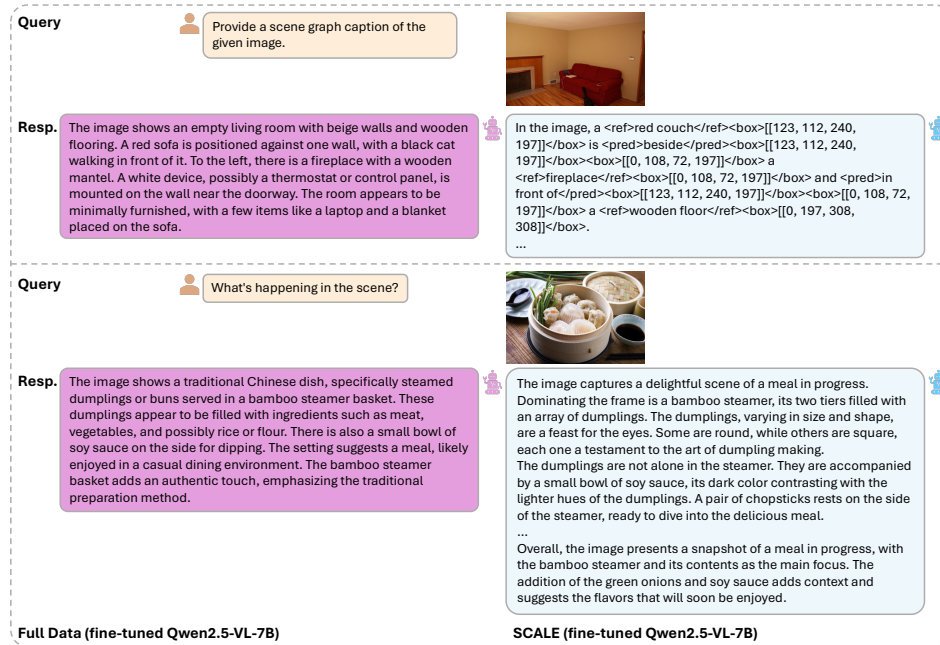 Query
Provide a scene graph caption of the
given image.
Resp.
The image shows an empty living room with beige walls and wooden
flooring. A red sofa is positioned against one wall, with a black cat
walking in front of it. To the left, there is a fireplace with a wooden
mantel. A white device, possibly a thermostat or control panel, is
mounted on the wall near the doorway. The room appears to be
minimally furnished, with a few items like a laptop and a blanket
placed on the sofa.
In the image, a <ref>red couch</ref><box>[[123, 112, 240,
197]]</box> is <pred>beside</pred><box>[[123, 112, 240,
197]]</box><box>[[0, 108, 72, 197]]</box> a
<ref>fireplace</ref><box>[[0, 108, 72, 197]]</box> and <pred>in
front of</pred><box>[[123, 112, 240, 197]]</box><box>[[0, 108, 72,
197]]</box> a <ref>wooden floor</ref><box>[[0, 197, 308,
308]]</box>.
...
Query
What's happening in the scene?
Resp.
The image shows a traditional Chinese dish, specifically steamed
dumplings or buns served in a bamboo steamer basket. These
dumplings appear to be filled with ingredients such as meat,
vegetables, and possibly rice or flour. There is also a small bowl of
soy sauce on the side for dipping. The setting suggests a meal, likely
enjoyed in a casual dining environment. The bamboo steamer
basket adds an authentic touch, emphasizing the traditional
preparation method.
The image captures a delightful scene of a meal in progress.
Dominating the frame is a bamboo steamer, its two tiers filled with
an array of dumplings. The dumplings, varying in size and shape,
are a feast for the eyes. Some are round, while others are square,
each one a testament to the art of dumpling making.
The dumplings are not alone in the steamer. They are accompanied
by a small bowl of soy sauce, its dark color contrasting with the
lighter hues of the dumplings. A pair of chopsticks rests on the side
of the steamer, ready to dive into the delicious meal.
...
Overall, the image presents a snapshot of a meal in progress, with
the bamboo steamer and its contents as the main focus. The
addition of the green onions and soy sauce adds context and
suggests the flavors that will soon be enjoyed.
Full Data (fine-tuned Qwen2.5-VL-7B)
SCALE (fine-tuned Qwen2.5-VL-7B)